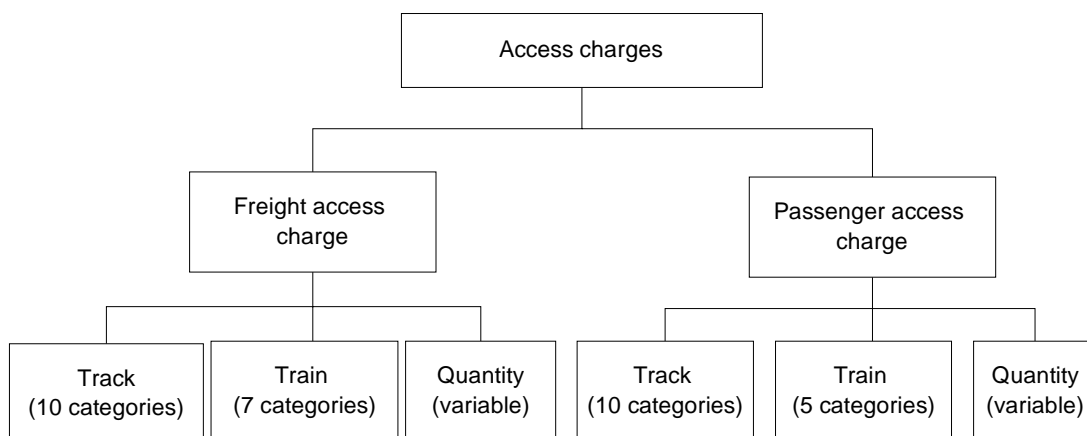 Access charges
Freight access
charge
Passenger access
charge
Track
(10 categories)
Train
(7 categories)
Quantity
(variable)
Track
(10 categories)
Train
(5 categories)
Quantity
(variable)